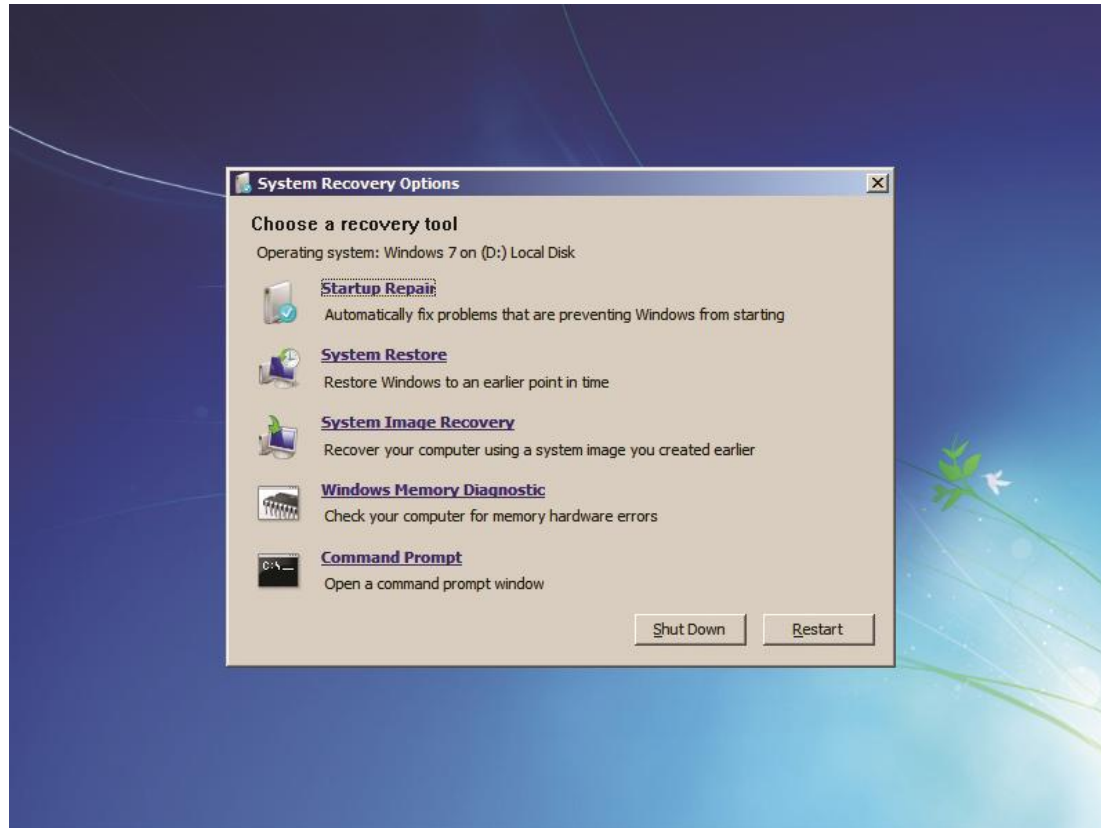 System Recovery Options
Choose a recovery tool
Operating system: Windows 7 on (D:) Local Disk
Startup Repair
Automatically fix problems that are preventing Windows from starting
System Restore
Restore Windows to an earlier point in time
System Image Recovery
Recover your computer using a system image you created earlier
Windows Memory Diagnostic
Check your computer for memory hardware errors
C:\_
Command Prompt
Open a command prompt window
Shut Down Restart